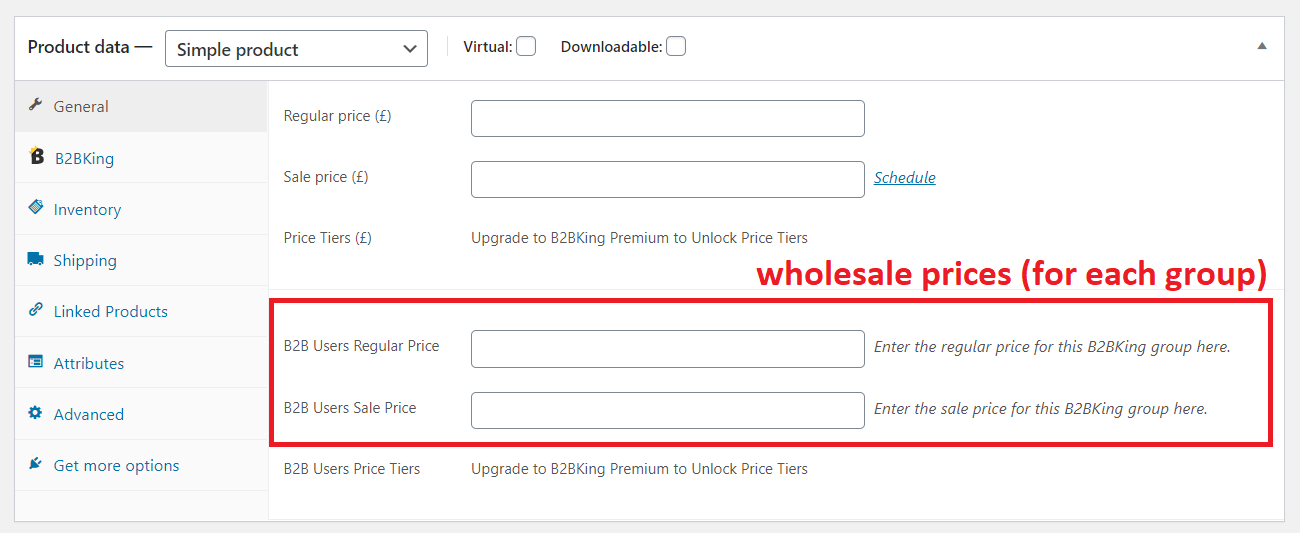 Product data — Simple product Virtual: Downloadable:
General
B2BKing
Inventory
Shipping
Linked Products
Attributes
Advanced
Get more options
Regular price (£)
Sale price (£) Schedule
Price Tiers (£) Upgrade to B2BKing Premium to Unlock Price Tiers
wholesale prices (for each group)
B2B Users Regular Price Enter the regular price for this B2BKing group here.
B2B Users Sale Price Enter the sale price for this B2BKing group here.
B2B Users Price Tiers Upgrade to B2BKing Premium to Unlock Price Tiers